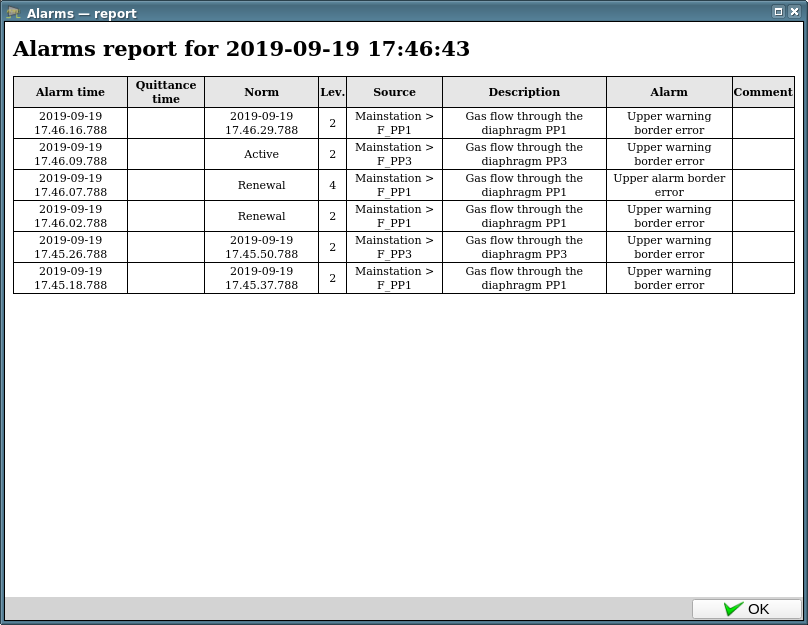 Alarms — report
Alarms report for 2019-09-19 17:46:43
Alarm time Quittance time Norm Lev. Source Description Alarm Comment
2019-09-19 17.46.16.788 2019-09-19 17.46.29.788 2 Mainstation > F_PP1 Gas flow through the diaphragm PP1 Upper warning border error
2019-09-19 17.46.09.788 Active 2 Mainstation > F_PP3 Gas flow through the diaphragm PP3 Upper warning border error
2019-09-19 17.46.07.788 Renewal 4 Mainstation > F_PP1 Gas flow through the diaphragm PP1 Upper alarm border error
2019-09-19 17.46.02.788 Renewal 2 Mainstation > F_PP1 Gas flow through the diaphragm PP1 Upper warning border error
2019-09-19 17.45.26.788 2019-09-19 17.45.50.788 2 Mainstation > F_PP3 Gas flow through the diaphragm PP3 Upper warning border error
2019-09-19 17.45.18.788 2019-09-19 17.45.37.788 2 Mainstation > F_PP1 Gas flow through the diaphragm PP1 Upper warning border error
OK